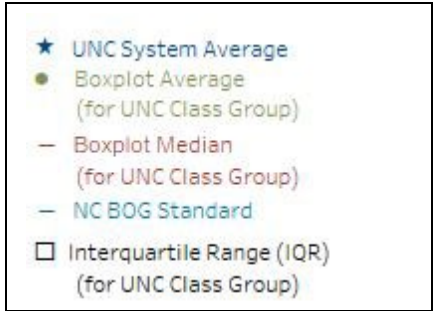 UNC System Average
Boxplot Average
(for UNC Class Group)
Boxplot Median
(for UNC Class Group)
NC BOG Standard
Interquartile Range (IQR)
(for UNC Class Group)